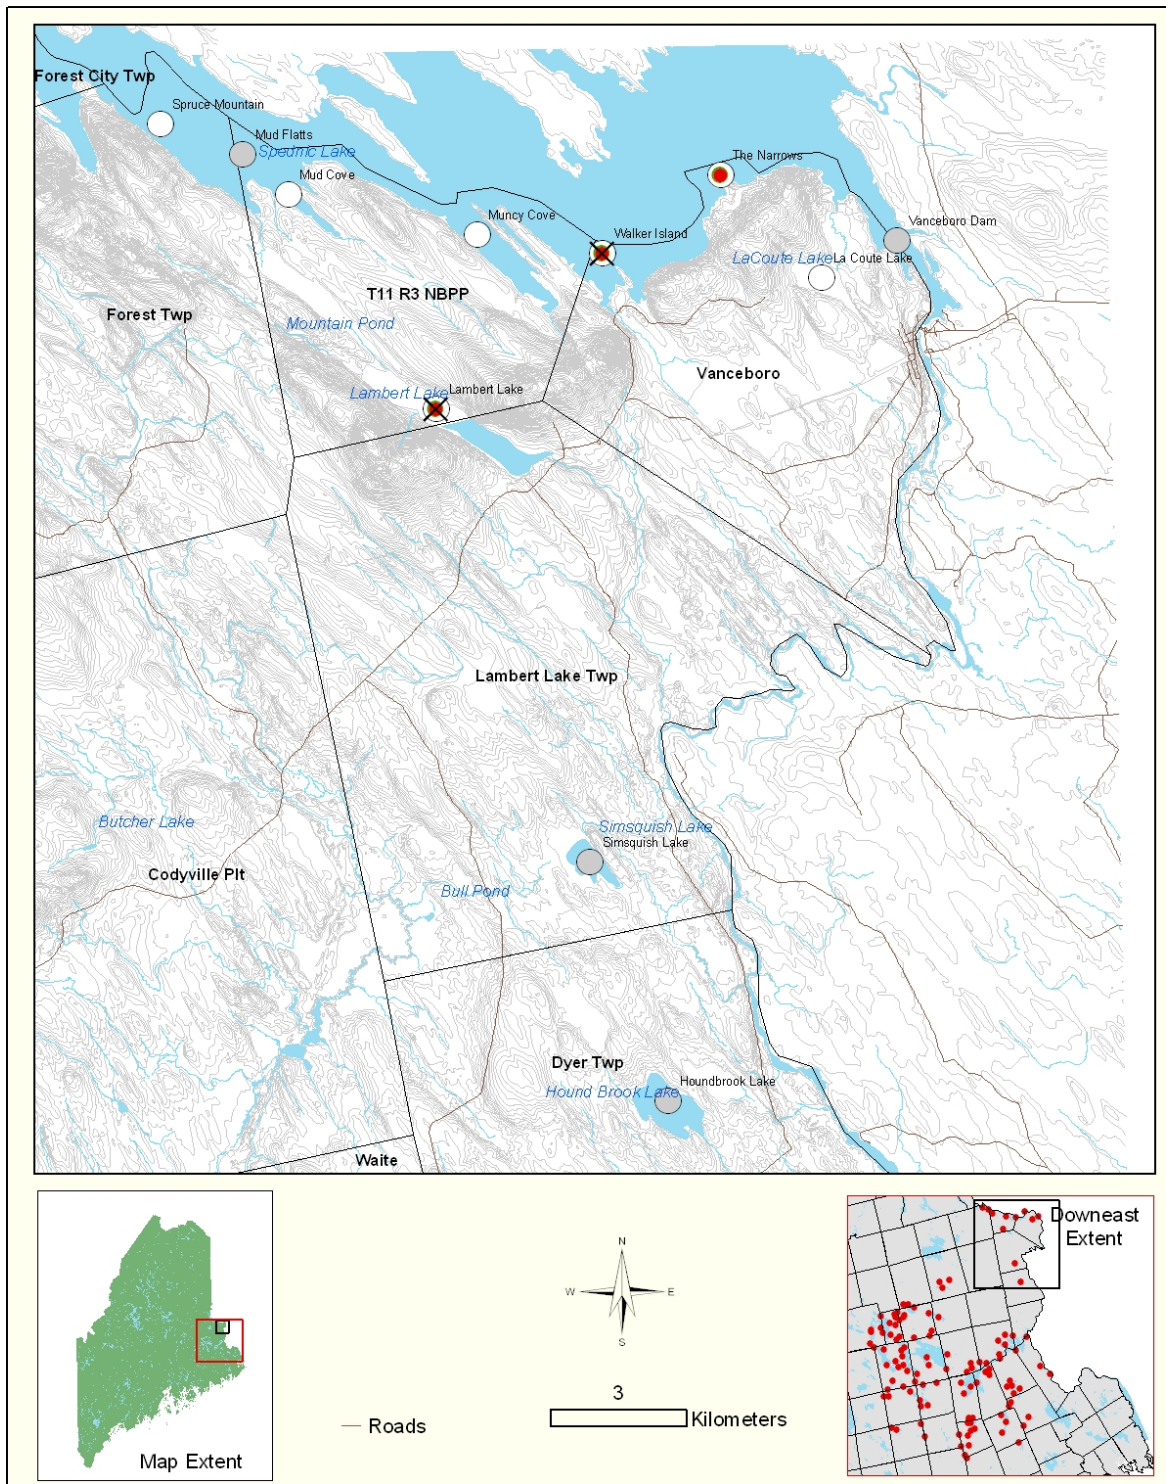 Forest City Twp
Spruce Mountain
Mud Flatts
Spednic Lake
Mud Cove
The Narrows
Muncy Cove
Walker Island
Vanceboro Dam
LaCoute Lake
La Coute Lake
T11 R3 NBPP
Forest Twp
Mountain Pond
Vanceboro
Lambert Lake
Lambert Lake
Lambert Lake Twp
Butcher Lake
Simsquish Lake
Simsquish Lake
Codyville Plt
Bull Pond
Dyer Twp
Houndbrook Lake
Hound Brook Lake
Waite
Map Extent
N
W
E
S
Roads
3
Kilometers
Downeast
Extent